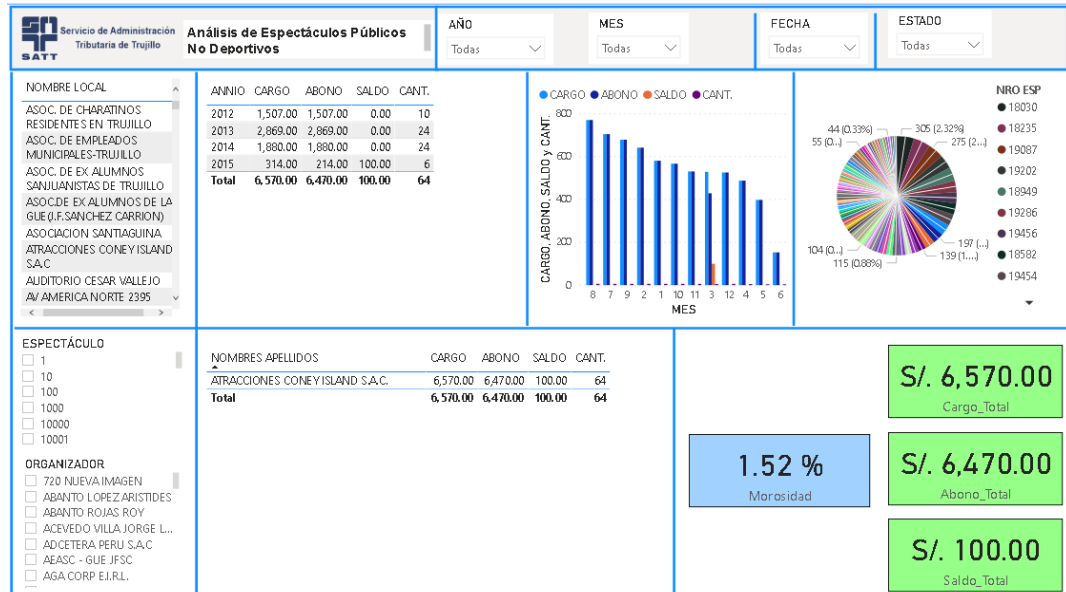 SATT
Servicio de Administración
Tributaria de Trujillo
Análisis de Espectáculos Públicos
No Deportivos
AÑO
Todas
MES
Todas
FECHA
Todas
ESTADO
Todas
NOMBRE LOCAL
ASOC. DE CHARATINOS
RESIDENTES EN TRUJILLO
ASOC. DE EMPLEADOS
MUNICIPALES-TRUJILLO
ASOC. DE EX ALUMNOS
SANJUANISTAS DE TRUJILLO
ASOC.DE EX ALUMNOS DE LA
GUE(J.F.SANCHEZ CARRION)
ASOCIACION SANTIAGUINA
ATRACCIONES CONEY ISLAND
S.A.C
AUDITORIO CESAR VALLEJO
AV AMERICA NORTE 2395
ANNIO CARGO ABONO SALDO CANT.
2012 1,507.00 1,507.00 0.00 10
2013 2,869.00 2,869.00 0.00 24
2014 1,880.00 1,880.00 0.00 24
2015 314.00 214.00 100.00 6
Total 6,570.00 6,470.00 100.00 64
CARGO ABONO SALDO CANT.
CARGO, ABONO, SALDO y CANT.
800
600
400
200
0
8 7 9 2 1 10 11 3 12 4 5 6
MES
44 (0.33%)
55 (0...)
104 (0...)
115 (0.88%)
305 (2.32%)
275 (2...)
197 (...)
139 (1....)
NRO ESP
18030
18235
19087
19202
18949
19286
19456
18582
19454
ESPECTÁCULO
1
10
100
1000
10000
10001
ORGANIZADOR
720 NUEVA IMAGEN
ABANTO LOPEZ ARISTIDES
ABANTO ROJAS ROY
ACEVEDO VILLA JORGE L...
ADCETERA PERU S.A.C
AEASC - GUE JFSC
AGA CORP E.I.R.L.
NOMBRES APELLIDOS CARGO ABONO SALDO CANT.
ATRACCIONES CONEY ISLAND S.A.C. 6,570.00 6,470.00 100.00 64
Total 6,570.00 6,470.00 100.00 64
1.52 %
Morosidad
S/. 6,570.00
Cargo_Total
S/. 6,470.00
Abono_Total
S/. 100.00
Saldo_Total